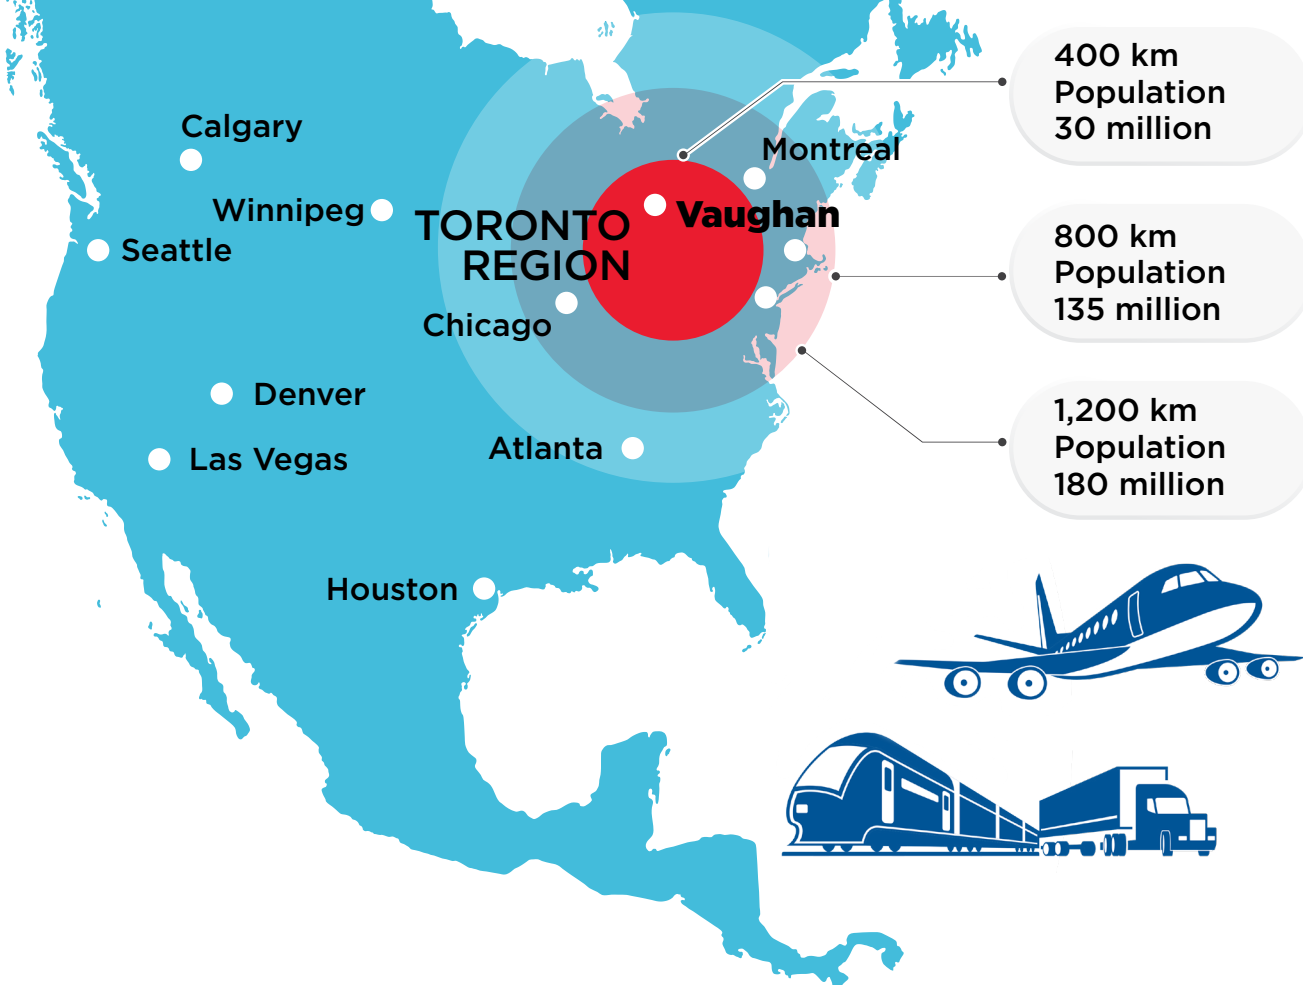 400 km
Population
30 million
Calgary
Montreal
Winnipeg
TORONTO
REGION
Vaughan
Seattle
800 km
Population
135 million
Chicago
Denver
1,200 km
Population
180 million
Atlanta
Las Vegas
Houston